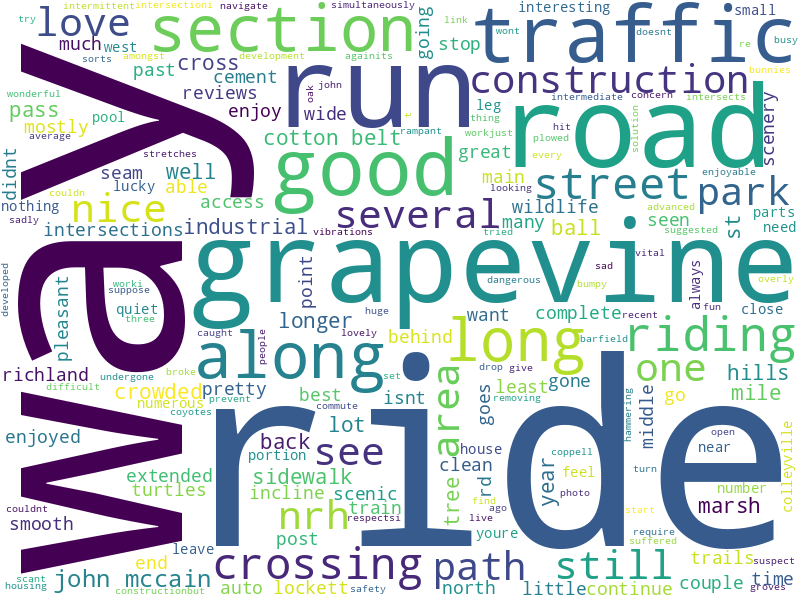 try intermittent intersectioni navigate simultaneously interesting small
love section traffic going link doesnt
much west development amongst againits stop wont re busy
sorts past cross run construction bunnies
wonderful cement reviews john oak intermediate concern intersects
pass pool enjoy wide t leg hit road scenery
mostly cotton belt rampant thing workjust solution plowed every
average y stretches good great enjoyable
didnt seam well looking main street advanced park
nothing lucky able access several wildlife suggested parts
sadly nice many ball seen st need
intersections industrial vibrations tried
way grapevine dangerous sad vital overly
developed worki point bumpy always
suppose quiet longer huge want complete recent fun close
pleasant three caught lovely behind barfield
richland undergone along people long riding
difficult broke set drop give gone one hills
crowded prevent pretty isnt least removing go mile
numerous coyotes best commute goes middle
enjoyed lot area house hammering near open colleyville
portion back see clean coppell turn
extended sidewalk rd year feel number
turtles incline scenic tree photo marsh
couldnt train ago find start
smooth nrh respectsi live require trails suspect
end post youre suffered
leave ride crossing path still couple time
scant john mccain safety north little continue groves
housing constructionbut auto lockett
couldn